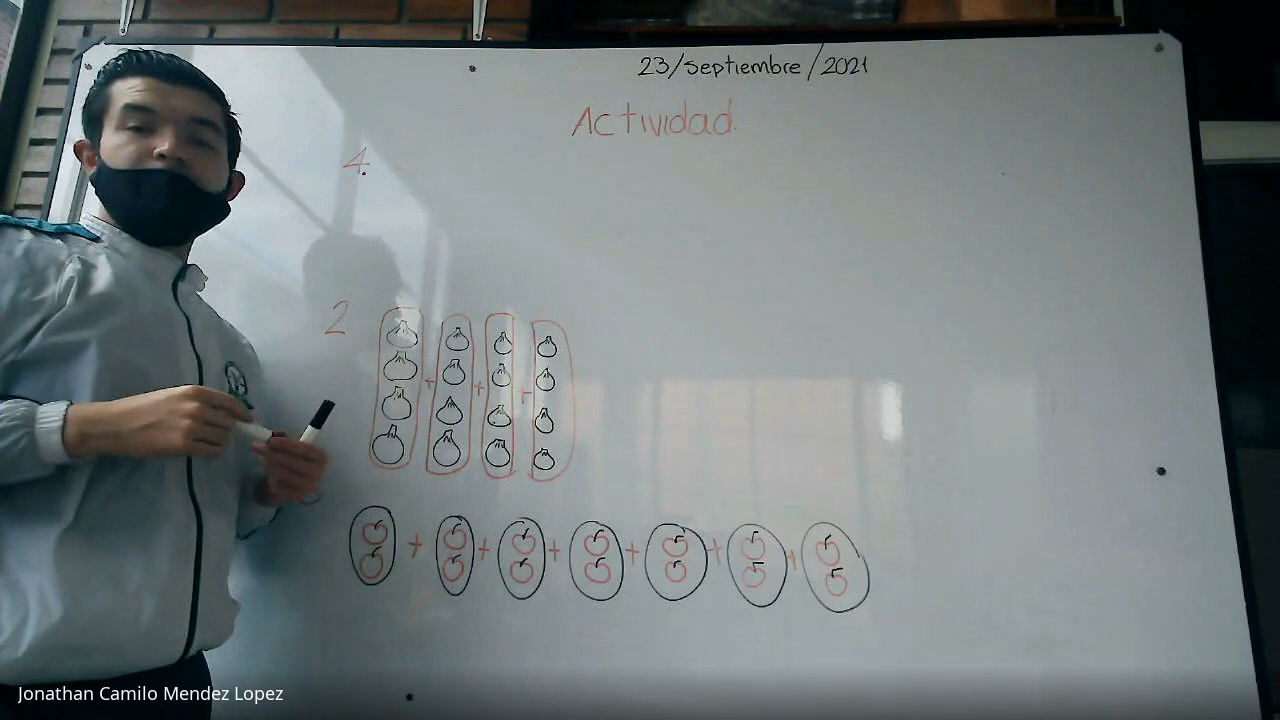 23/Septiembre/2021
Actividad.
4.
2
+ + +
+ + + + + +
Jonathan Camilo Mendez Lopez